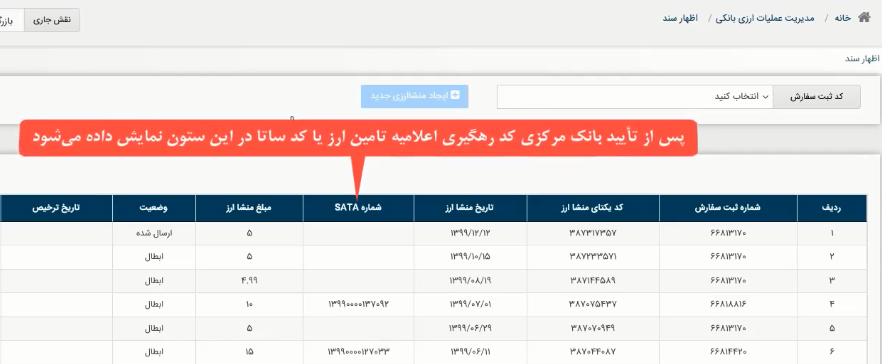 خانه / مدیریت عملیات ارزی بانکی / اظهار سند
نقش جاری
اظهار سند
کد ثبت سفارش
انتخاب کنید
ایجاد منشاارزی جدید
پس از تأیید بانک مرکزی کد رهگیری اعلامیه تامین ارز یا کد ساتا در این ستون نمایش داده می‌شود
ردیف شماره ثبت سفارش کد یکتای منشا ارز تاریخ منشا ارز شماره SATA مبلغ منشا ارز وضعیت تاریخ ترخیص
۱ ۶۶۸۱۳۱۷۰ ۳۸۷۳۱۷۳۵۷ ۱۳۹۹/۱۲/۱۲ ۵ ارسال شده
۲ ۶۶۸۱۳۱۷۰ ۳۸۷۲۳۳۵۷۱ ۱۳۹۹/۱۰/۱۵ ۵ ابطال
۳ ۶۶۸۱۳۱۷۰ ۳۸۷۱۴۴۵۸۹ ۱۳۹۹/۰۸/۱۹ ۴.۹۹ ابطال
۴ ۶۶۸۱۸۸۱۶ ۳۸۷۰۷۵۴۳۷ ۱۳۹۹/۰۷/۰۱ ۱۳۹۹۰۰۰۰۱۳۷۰۹۲ ۱۰ ابطال
۵ ۶۶۸۱۳۱۷۰ ۳۸۷۰۷۰۹۴۹ ۱۳۹۹/۰۶/۲۹ ۵ ابطال
۶ ۶۶۸۱۴۴۲۰ ۳۸۷۰۴۴۰۸۷ ۱۳۹۹/۰۶/۱۱ ۱۳۹۹۰۰۰۰۱۲۷۰۳۳ ۱۵ ابطال